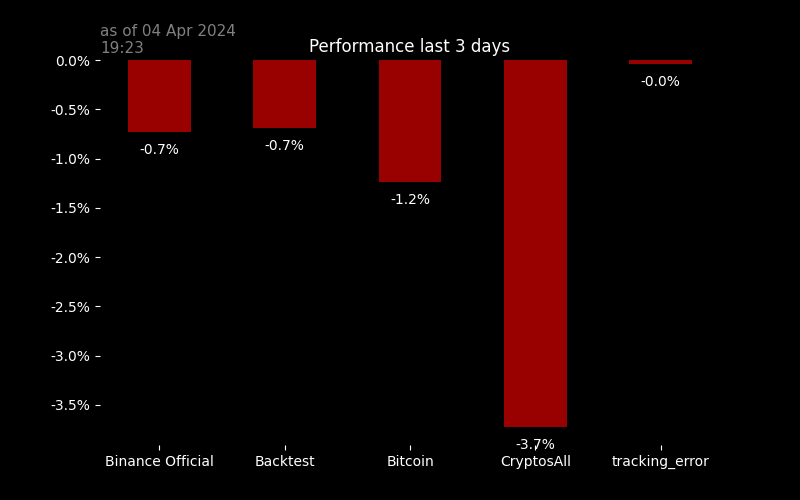 as of 04 Apr 2024
19:23
Performance last 3 days
0.0%
-0.5%
-1.0%
-1.5%
-2.0%
-2.5%
-3.0%
-3.5%
-0.7%
-0.7%
-1.2%
-3.7%
-0.0%
Binance Official
Backtest
Bitcoin
CryptosAll
tracking_error